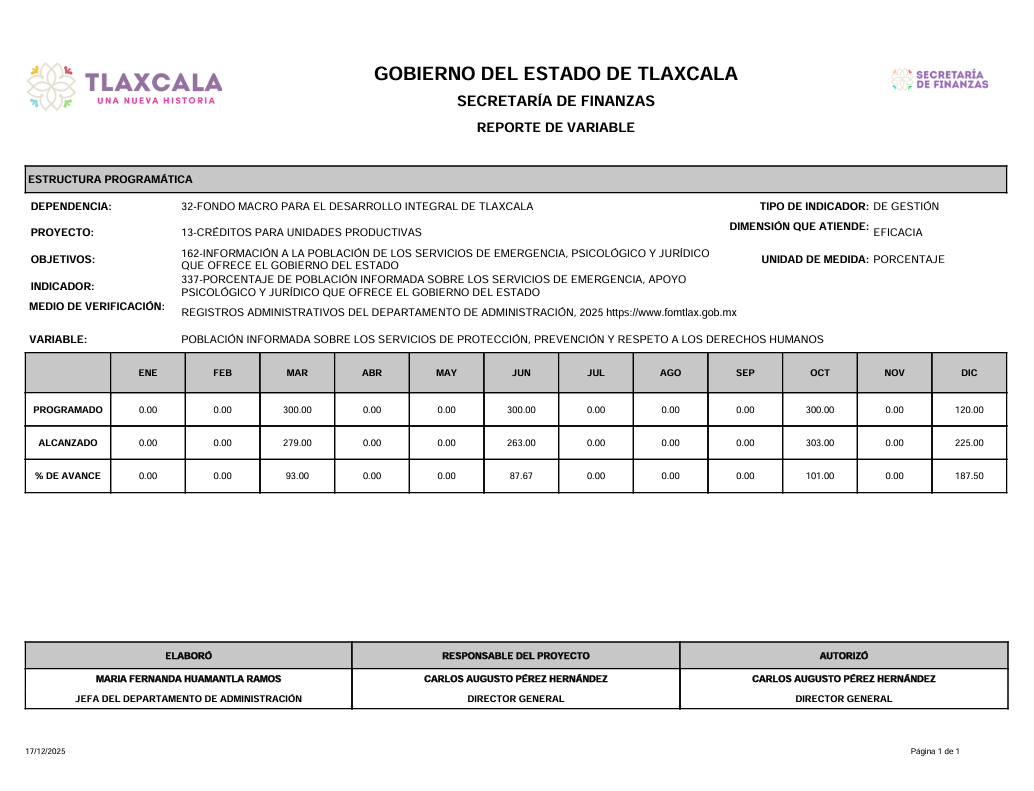 TLAXCALA
UNA NUEVA HISTORIA
GOBIERNO DEL ESTADO DE TLAXCALA
SECRETARÍA DE FINANZAS
REPORTE DE VARIABLE
SECRETARÍA
DE FINANZAS
ESTRUCTURA PROGRAMÁTICA
DEPENDENCIA: 32-FONDO MACRO PARA EL DESARROLLO INTEGRAL DE TLAXCALA TIPO DE INDICADOR: DE GESTIÓN
PROYECTO: 13-CRÉDITOS PARA UNIDADES PRODUCTIVAS DIMENSIÓN QUE ATIENDE: EFICACIA
OBJETIVOS: 162-INFORMACIÓN A LA POBLACIÓN DE LOS SERVICIOS DE EMERGENCIA, PSICOLÓGICO Y JURÍDICO
QUE OFRECE EL GOBIERNO DEL ESTADO
UNIDAD DE MEDIDA: PORCENTAJE
INDICADOR: 337-PORCENTAJE DE POBLACIÓN INFORMADA SOBRE LOS SERVICIOS DE EMERGENCIA, APOYO
PSICOLÓGICO Y JURÍDICO QUE OFRECE EL GOBIERNO DEL ESTADO
MEDIO DE VERIFICACIÓN: REGISTROS ADMINISTRATIVOS DEL DEPARTAMENTO DE ADMINISTRACIÓN, 2025 https://www.fomtlax.gob.mx
VARIABLE: POBLACIÓN INFORMADA SOBRE LOS SERVICIOS DE PROTECCIÓN, PREVENCIÓN Y RESPETO A LOS DERECHOS HUMANOS
ENE FEB MAR ABR MAY JUN JUL AGO SEP OCT NOV DIC
PROGRAMADO 0.00 0.00 300.00 0.00 0.00 300.00 0.00 0.00 0.00 300.00 0.00 120.00
ALCANZADO 0.00 0.00 279.00 0.00 0.00 263.00 0.00 0.00 0.00 303.00 0.00 225.00
% DE AVANCE 0.00 0.00 93.00 0.00 0.00 87.67 0.00 0.00 0.00 101.00 0.00 187.50
ELABORÓ RESPONSABLE DEL PROYECTO AUTORIZÓ
MARIA FERNANDA HUAMANTLA RAMOS CARLOS AUGUSTO PÉREZ HERNÁNDEZ CARLOS AUGUSTO PÉREZ HERNÁNDEZ
JEFA DEL DEPARTAMENTO DE ADMINISTRACIÓN DIRECTOR GENERAL DIRECTOR GENERAL
17/12/2025 Página 1 de 1